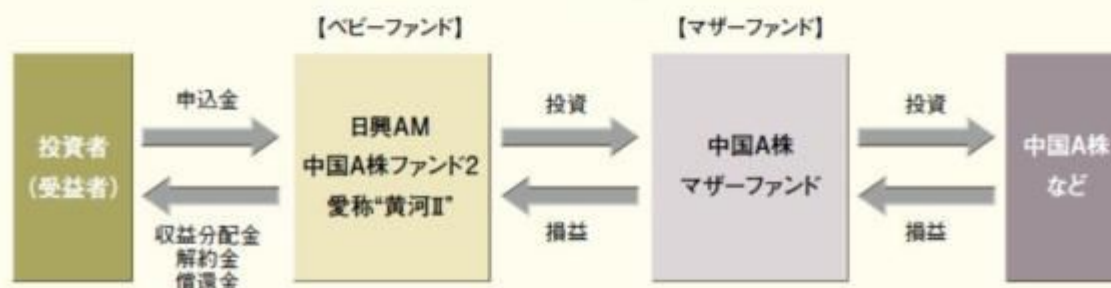 【ベビーファンド】
【マザーファンド】
投資者
(受益者)
申込金
収益分配金
解約金
償還金
日興AM
中国A株ファンド2
愛称“黄河Ⅱ”
投資
損益
中国A株
マザーファンド
投資
損益
中国A株
など